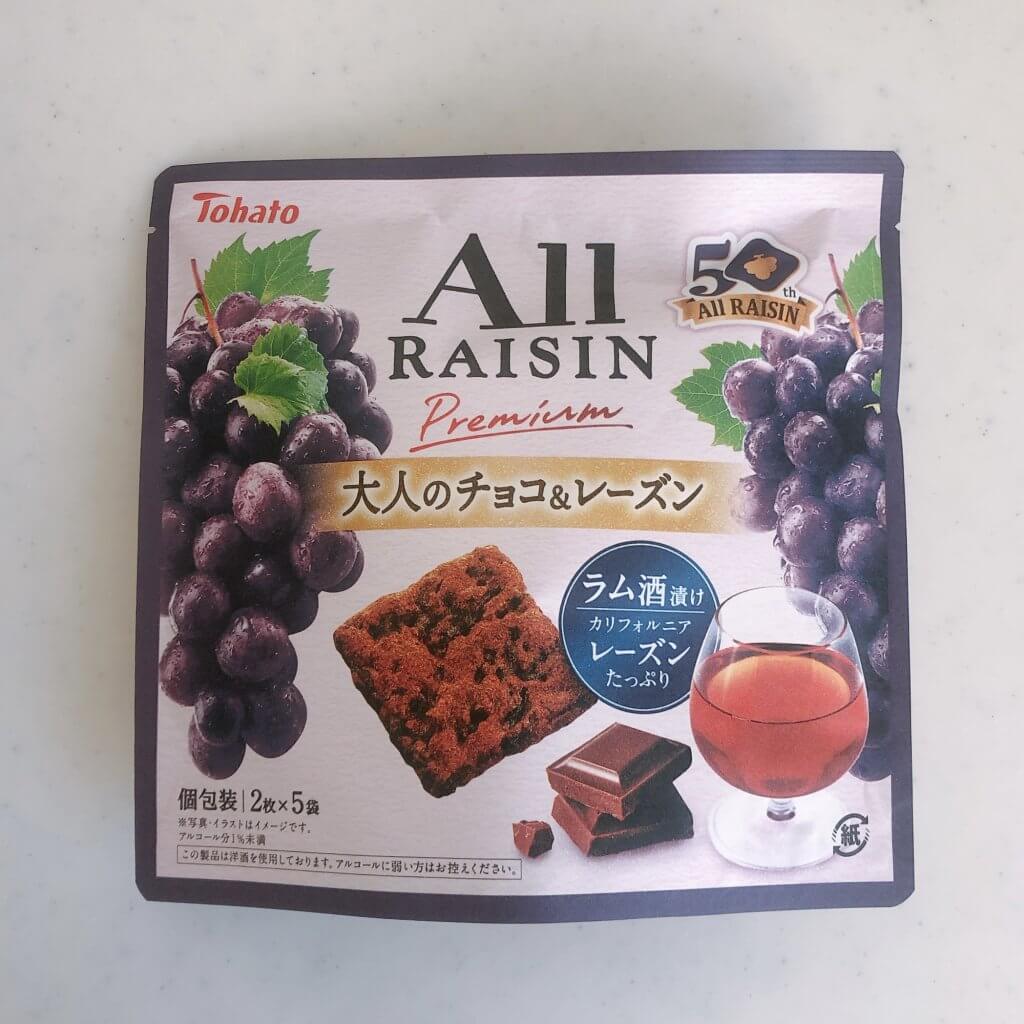 Tohato
All
RAISIN
Premium
50th
All RAISIN
大人のチョコ&レーズン
ラム酒漬け
カリフォルニア
レーズン
たっぷり
個包装|2枚×5袋
※写真・イラストはイメージです。
アルコール分1%未満
この製品は洋酒を使用しております。アルコールに弱い方はお控えください。
紙